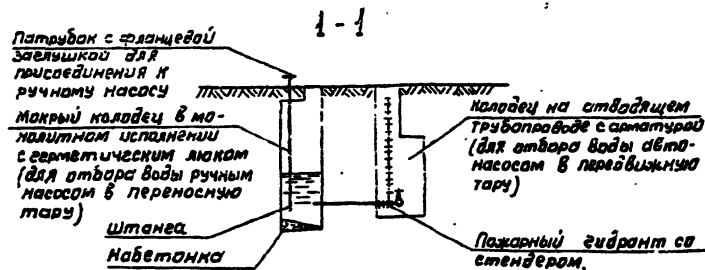 1-1
Патрубок с фланцевой
заглушкой для
присоединения к
ручному насосу
Мокрый колодец в мо-
нолитном исполнении
с герметическим люком
(для отбора воды ручным
насосом в переносную
тару)
Штанга
Набетонка
Колодец на отводящем
трубопроводе с арматурой
(для отбора воды авто-
насосом в передвижную
тару)
Пожарный гидрант со
стендером.